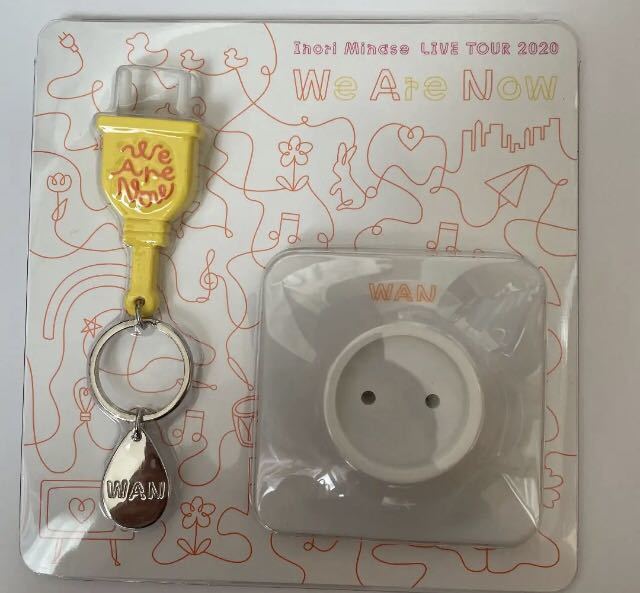 Inori Minase LIVE TOUR 2020
We Are Now
We
Are
Now
WAN
WAN